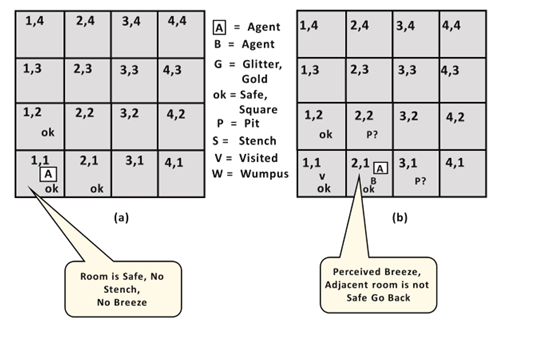 1,4 2,4 3,4 4,4
1,3 2,3 3,3 4,3
1,2 2,2 3,2 4,2
ok
1,1 2,1 3,1 4,1
A
ok ok
(a)
Room is Safe, No
Stench,
No Breeze
A = Agent
B = Agent
G = Glitter,
Gold
ok = Safe,
Square
P = Pit
S = Stench
V = Visited
W = Wumpus
1,4 2,4 3,4 4,4
1,3 2,3 3,3 4,3
1,2 2,2 3,2 4,2
ok P?
1,1 2,1 A 3,1 4,1
v B P?
ok ok
(b)
Perceived Breeze,
Adjacent room is not
Safe Go Back